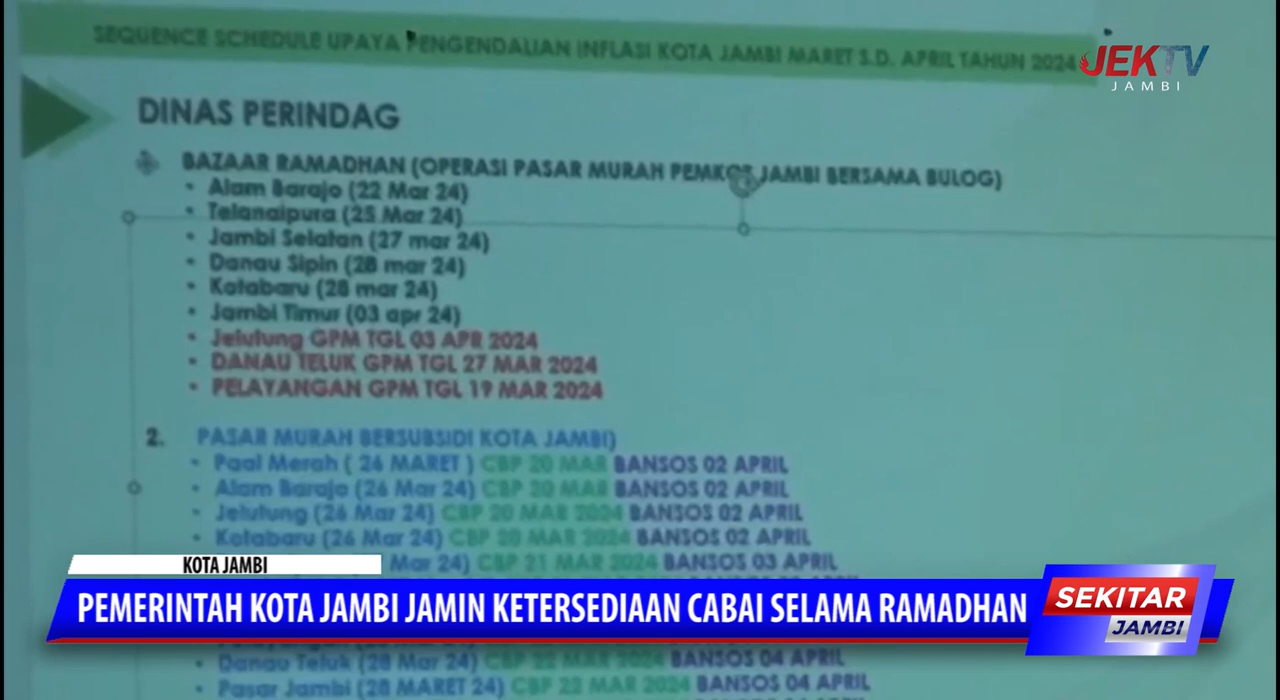 SEQUENCE SCHEDULE UPAYA PENGENDALIAN INFLASI KOTA JAMBI MARET S.D. APRIL TAHUN 2024
JEKTV
JAMBI
DINAS PERINDAG
BAZAAR RAMADHAN (OPERASI PASAR MURAH PEMKOT JAMBI BERSAMA BULOG)
• Alam Barajo (22 Mar 24)
• Telanaipura (25 Mar 24)
• Jambi Selatan (27 mar 24)
• Danau Sipin (28 mar 24)
• Kotabaru (28 mar 24)
• Jambi Timur (03 apr 24)
• Jelutung GPM TGL 03 APR 2024
• DANAU TELUK GPM TGL 27 MAR 2024
• PELAYANGAN GPM TGL 19 MAR 2024
2. PASAR MURAH BERSUBSIDI KOTA JAMBI)
• Paal Merah ( 26 MARET ) CBP 20 MAR BANSOS 02 APRIL
• Alam Barajo (26 Mar 24) CBP 20 MAR BANSOS 02 APRIL
• Jelutung (26 Mar 24) CBP 20 MAR 2024 BANSOS 02 APRIL
• Kotabaru (26 Mar 24) CBP 20 MAR 2024 BANSOS 02 APRIL
Mar 24) CBP 21 MAR 2024 BANSOS 03 APRIL
KOTA JAMBI
PEMERINTAH KOTA JAMBI JAMIN KETERSEDIAAN CABAI SELAMA RAMADHAN
SEKITAR
JAMBI
• Danau Teluk (28 Mar 24) CBP 22 MAR 2024 BANSOS 04 APRIL
• Pasar Jambi (28 MARET 24) CBP 22 MAR 2024 BANSOS 04 APRIL